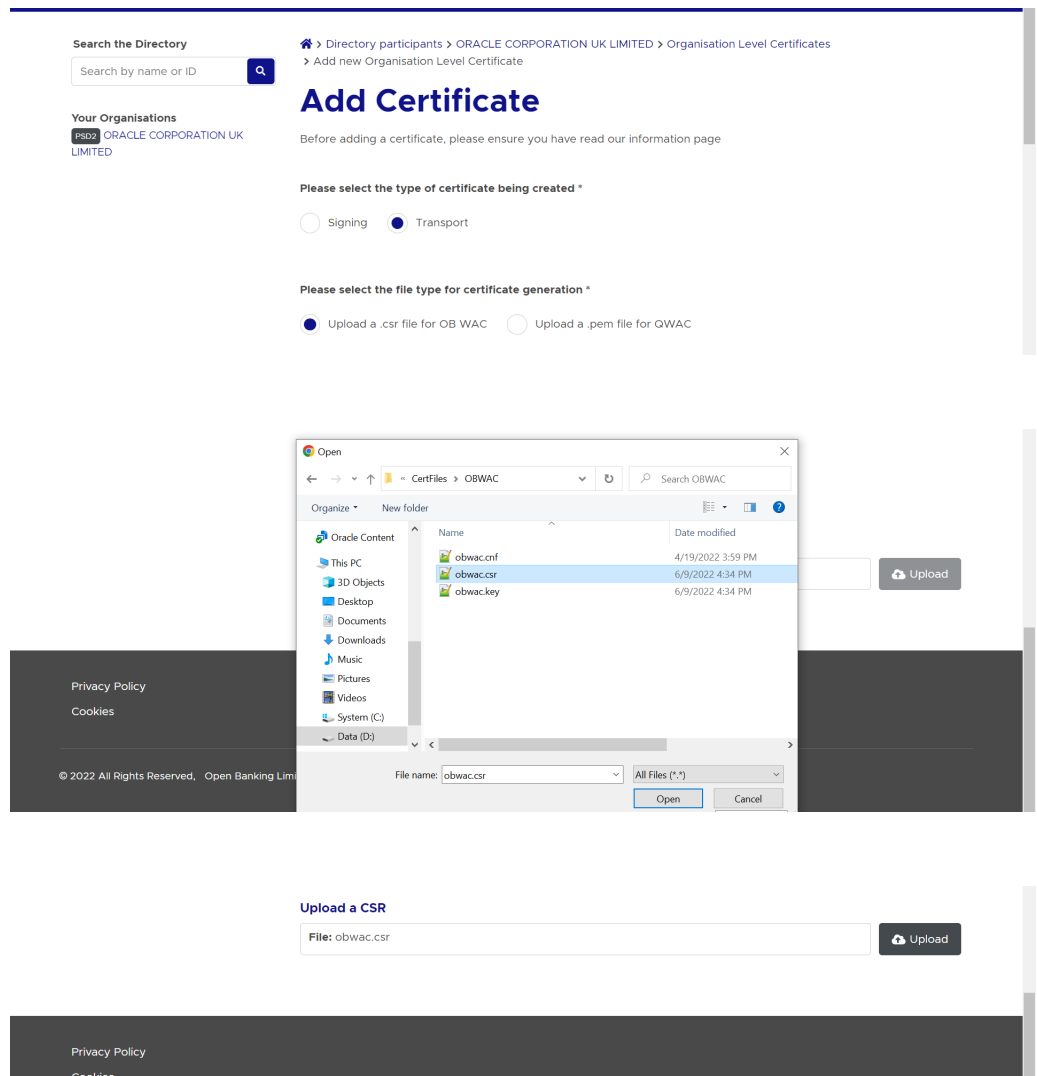 Search the Directory
Search by name or ID
Your Organisations
PSD2 ORACLE CORPORATION UK
LIMITED
> Directory participants > ORACLE CORPORATION UK LIMITED > Organisation Level Certificates
> Add new Organisation Level Certificate
Add Certificate
Before adding a certificate, please ensure you have read our information page
Please select the type of certificate being created *
Signing Transport
Please select the file type for certificate generation *
Upload a .csr file for OB WAC Upload a .pem file for QWAC
Open
« CertFiles > OBWAC Search OBWAC
Organize New folder
Oracle Content
This PC
3D Objects
Desktop
Documents
Downloads
Music
Pictures
Videos
System (C:)
Data (D:)
Name Date modified
obwac.cnf 4/19/2022 3:59 PM
obwac.csr 6/9/2022 4:34 PM
obwac.key 6/9/2022 4:34 PM
File name: obwac.csr All Files (*.*)
Open Cancel
Upload
Privacy Policy
Cookies
© 2022 All Rights Reserved, Open Banking Limi
Upload a CSR
File: obwac.csr Upload
Privacy Policy
Cookies